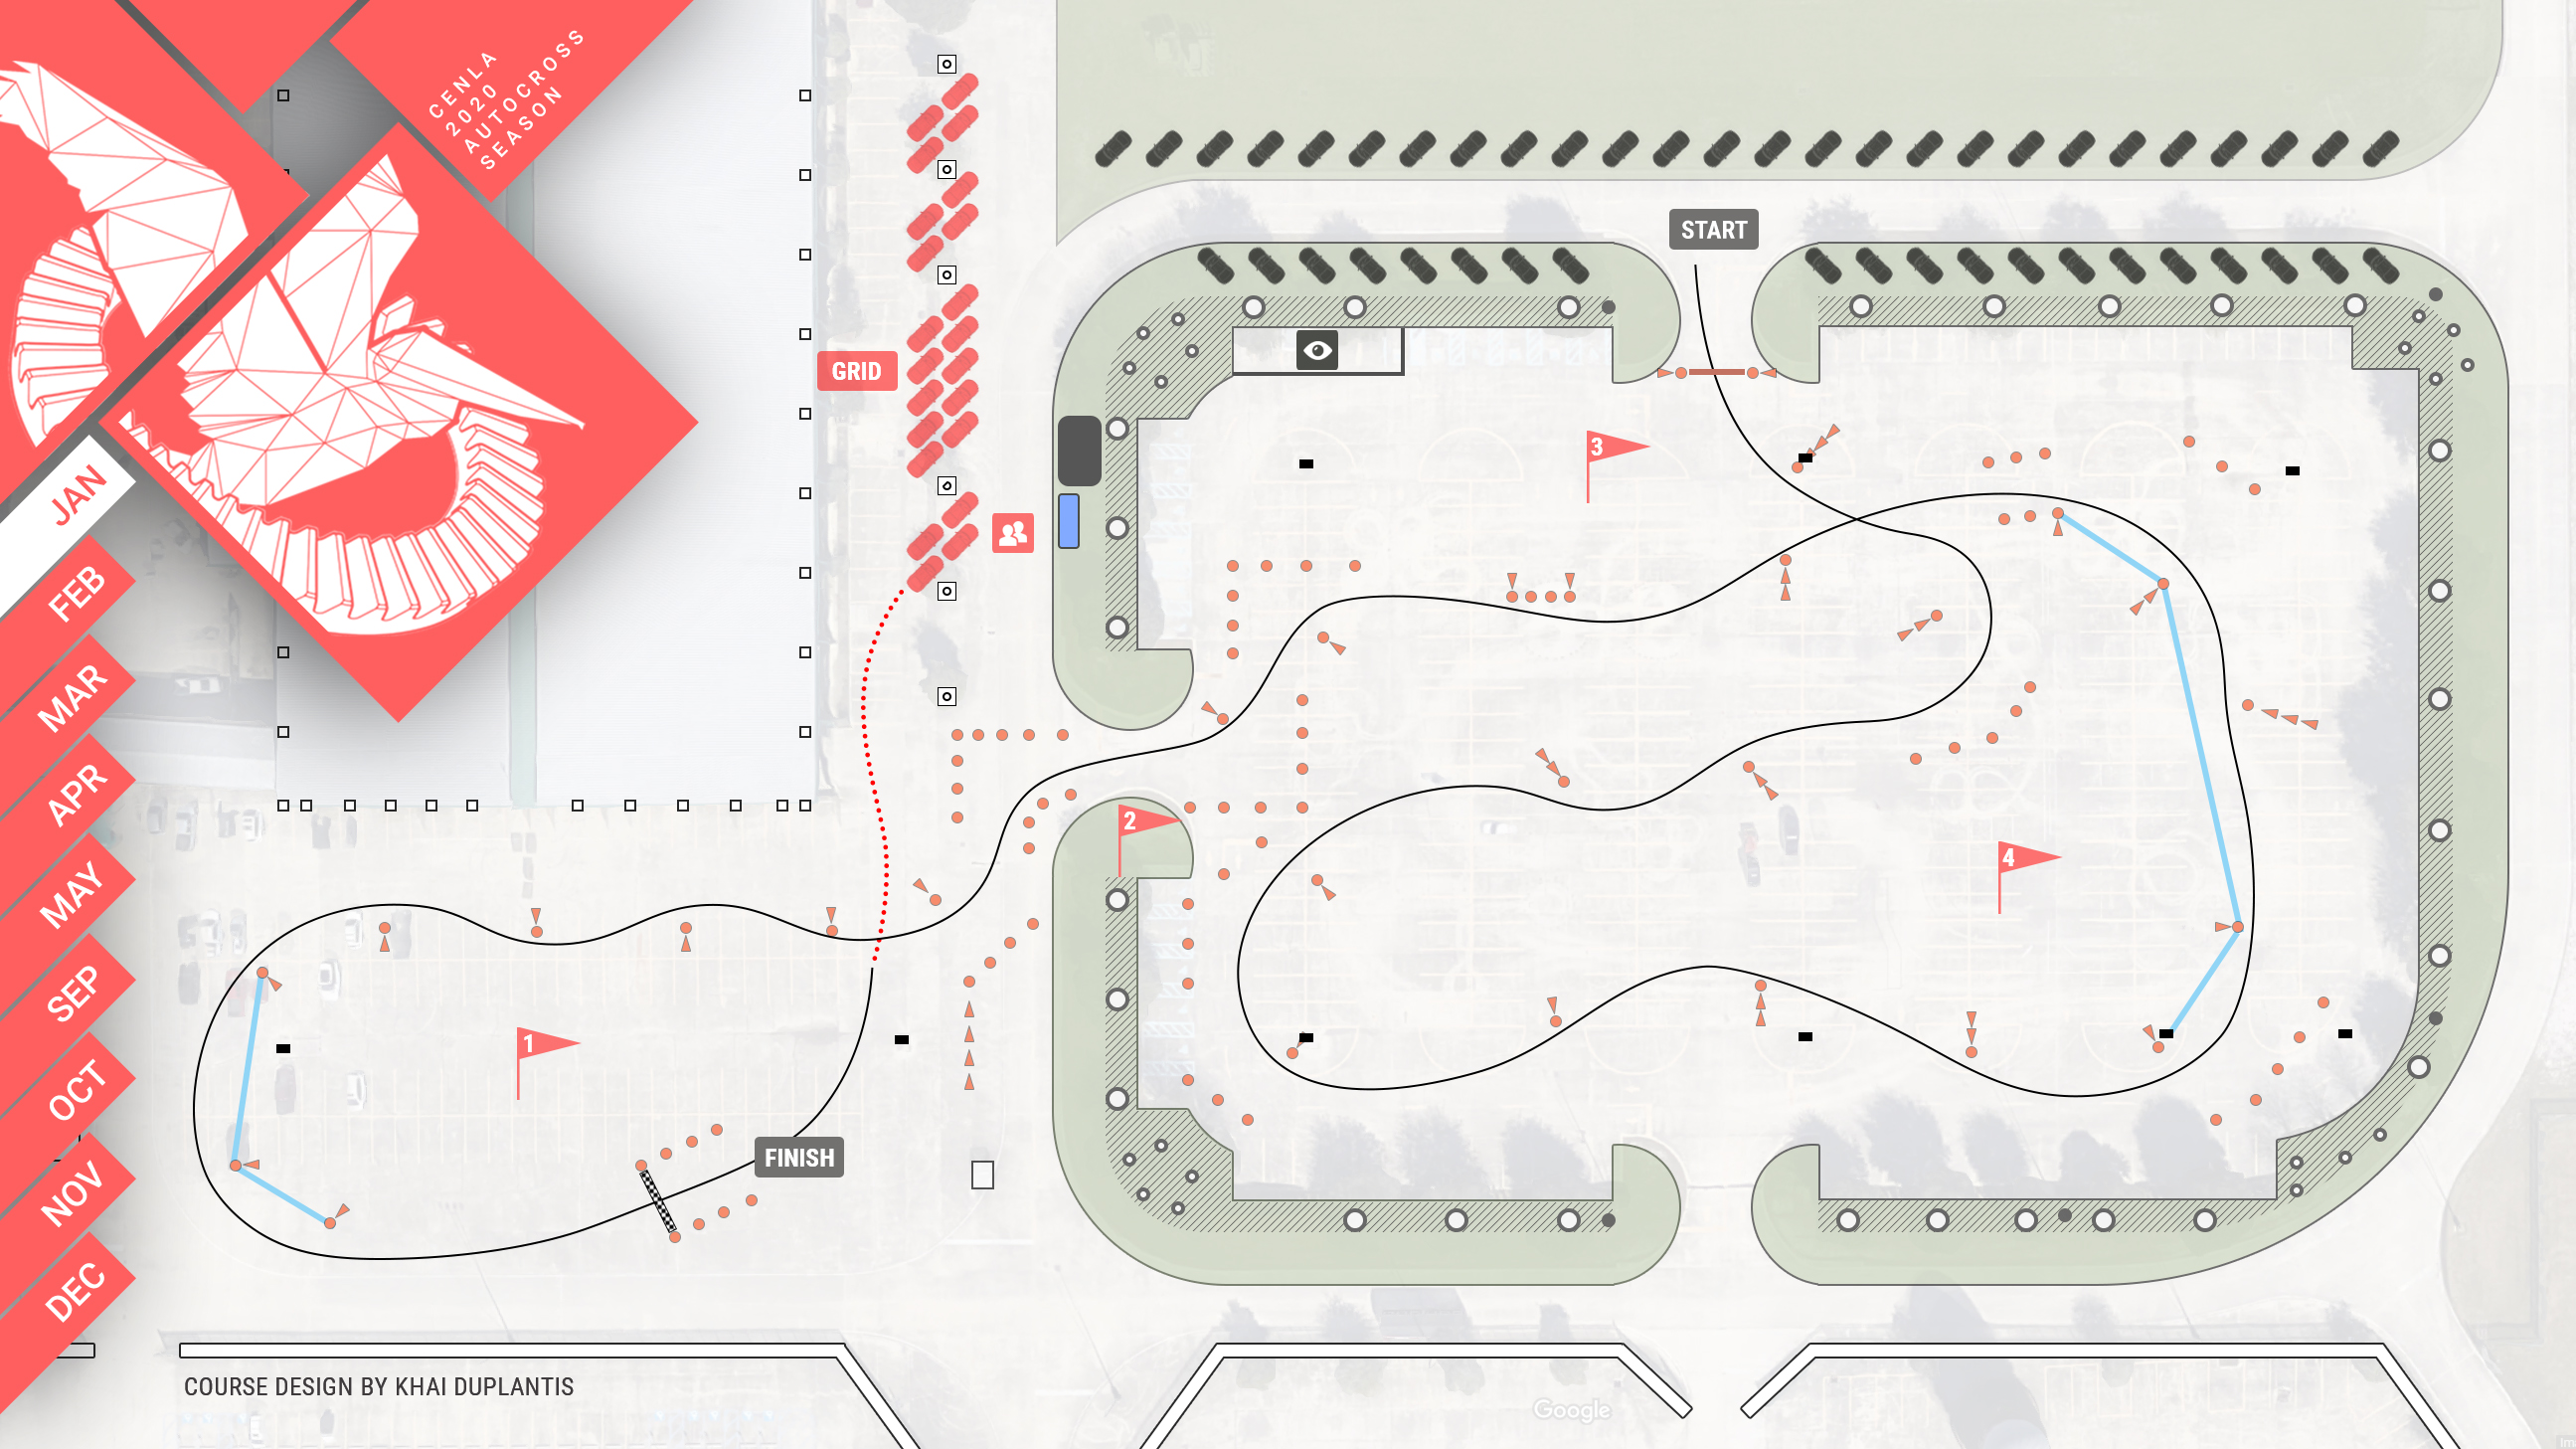 CENLA
2020
AUTOCROSS
SEASON
JAN
FEB
MAR
APR
MAY
SEP
OCT
NOV
DEC
START
GRID
3
2
4
1
FINISH
COURSE DESIGN BY KHAI DUPLANTIS
Google